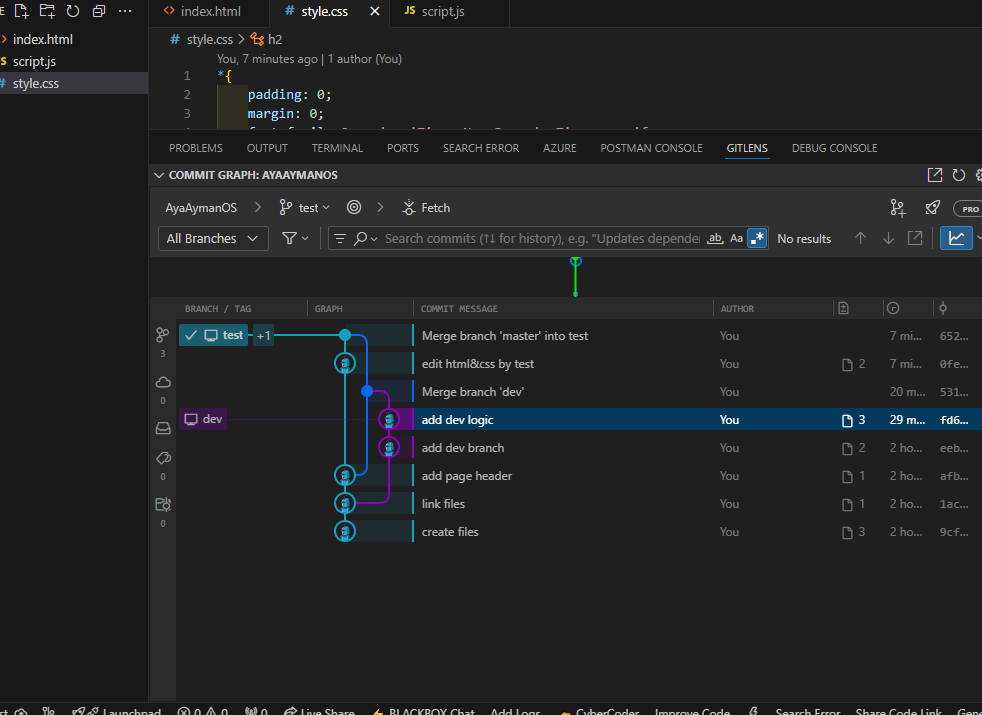 index.html
style.css
JS script.js
index.html
# style.css > h2
script.js
You, 7 minutes ago | 1 author (You)
style.css
1 *{
2 padding: 0;
3 margin: 0;
PROBLEMS OUTPUT TERMINAL PORTS SEARCH ERROR AZURE POSTMAN CONSOLE GITLENS DEBUG CONSOLE
COMMIT GRAPH: AYAAYMANOS
AyaAymanOS > test > Fetch PRO
All Branches Search commits (↑↓ for history), e.g. "Updates depender ab Aa .* No results
BRANCH / TAG GRAPH COMMIT MESSAGE AUTHOR
test +1 Merge branch 'master' into test You 7 mi... 652...
3 edit html&css by test You 2 7 mi... 0fe...
0 Merge branch 'dev' You 20 m... 531...
dev add dev logic You 3 29 m... fd6...
add dev branch You 2 2 ho... eeb...
0 add page header You 1 2 ho... afb...
link files You 1 2 ho... 1ac...
0 create files You 3 2 ho... 9cf...
Launchpad 0 0 0 Live Share BLACKBOX Chat Add Logs CyberCoder Improve Code Search Error Share Code Link